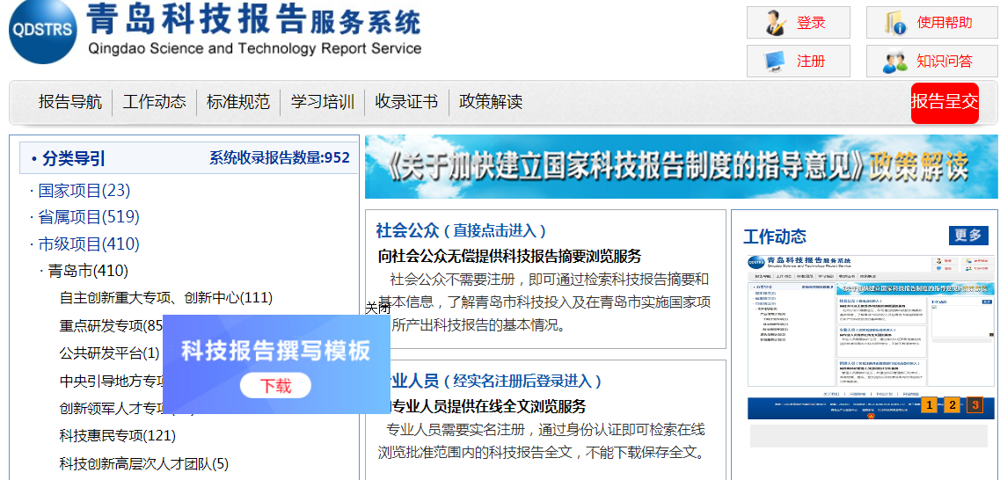 QDSTRS
青岛科技报告服务系统
Qingdao Science and Technology Report Service
登录
使用帮助
注册
知识问答
报告导航
工作动态
标准规范
学习培训
收录证书
政策解读
报告呈交
· 分类导引
系统收录报告数量:952
· 国家项目(23)
· 省属项目(519)
· 市级项目(410)
· 青岛市(410)
自主创新重大专项、创新中心(111)
重点研发专项(85
公共研发平台(1)
中央引导地方专项
创新领军人才专项
科技惠民专项(121)
科技创新高层次人才团队(5)
关闭
科技报告撰写模板
下载
《关于加快建立国家科技报告制度的指导意见》政策解读
社会公众（直接点击进入）
向社会公众无偿提供科技报告摘要浏览服务
社会公众不需要注册，即可通过检索科技报告摘要和
基本信息，了解青岛市科技投入及在青岛市实施国家项
所产出科技报告的基本情况。
业人员（经实名注册后登录进入）
专业人员提供在线全文浏览服务
专业人员需要实名注册，通过身份认证即可检索在线
浏览批准范围内的科技报告全文，不能下载保存全文。
工作动态
更多
青岛科技报告服务系统
Qingdao Science and Technology Report Service
1
2
3